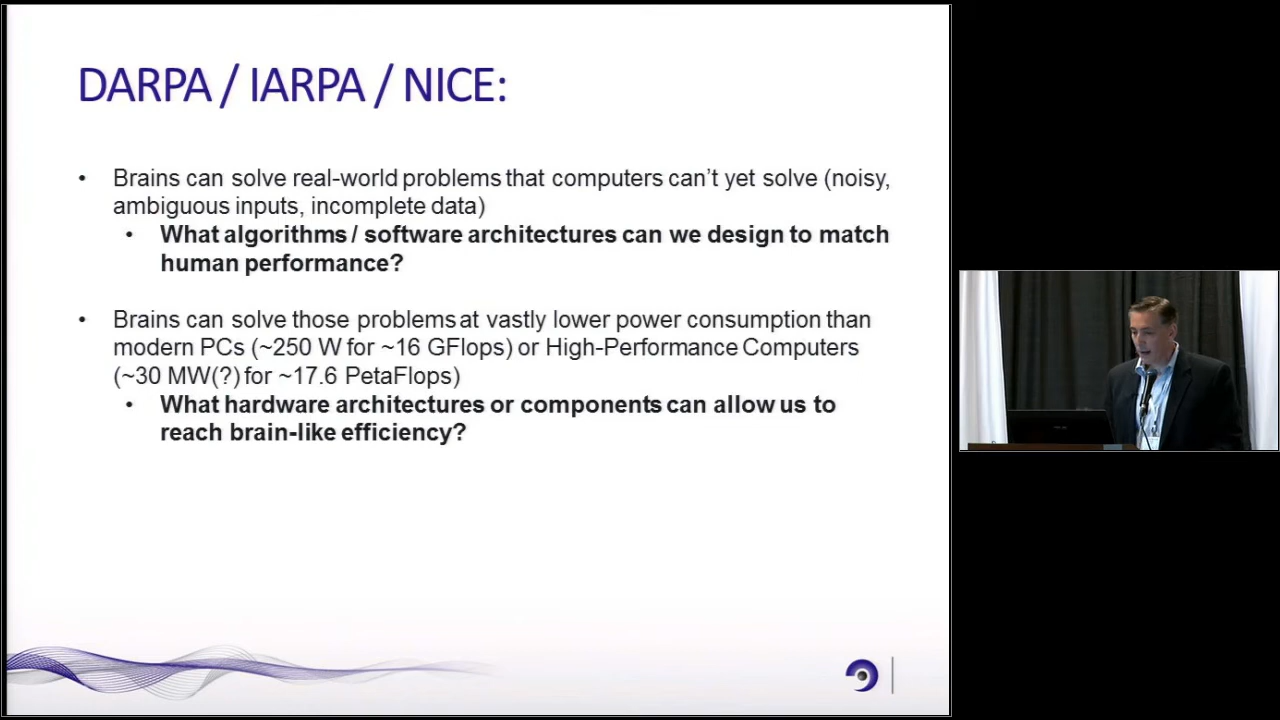 DARPA / IARPA / NICE:
• Brains can solve real-world problems that computers can’t yet solve (noisy,
ambiguous inputs, incomplete data)
• What algorithms / software architectures can we design to match
human performance?
• Brains can solve those problems at vastly lower power consumption than
modern PCs (~250 W for ~16 GFlops) or High-Performance Computers
(~30 MW(?) for ~17.6 PetaFlops)
• What hardware architectures or components can allow us to
reach brain-like efficiency?